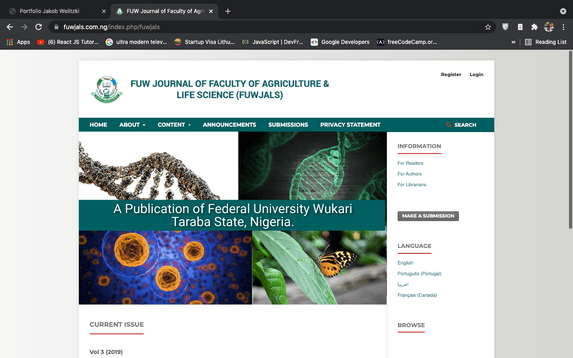 Portfolio Jakob Wolitzki
FUW Journal of Faculty of Agri
fuwjals.com.ng/index.php/fuwjals
Apps
(6) React JS Tutor...
ultra modern telev...
Startup Visa Lithu...
JavaScript | DevFr...
Google Developers
freeCodeCamp.or...
Reading List
Register Login
FUW JOURNAL OF FACULTY OF AGRICULTURE &
LIFE SCIENCE (FUWJALS)
HOME ABOUT CONTENT ANNOUNCEMENTS SUBMISSIONS PRIVACY STATEMENT SEARCH
A Publication of Federal University Wukari
Taraba State, Nigeria.
INFORMATION
For Readers
For Authors
For Librarians
MAKE A SUBMISSION
LANGUAGE
English
Português (Portugal)
العربية
Français (Canada)
BROWSE
CURRENT ISSUE
Vol 3 (2019)